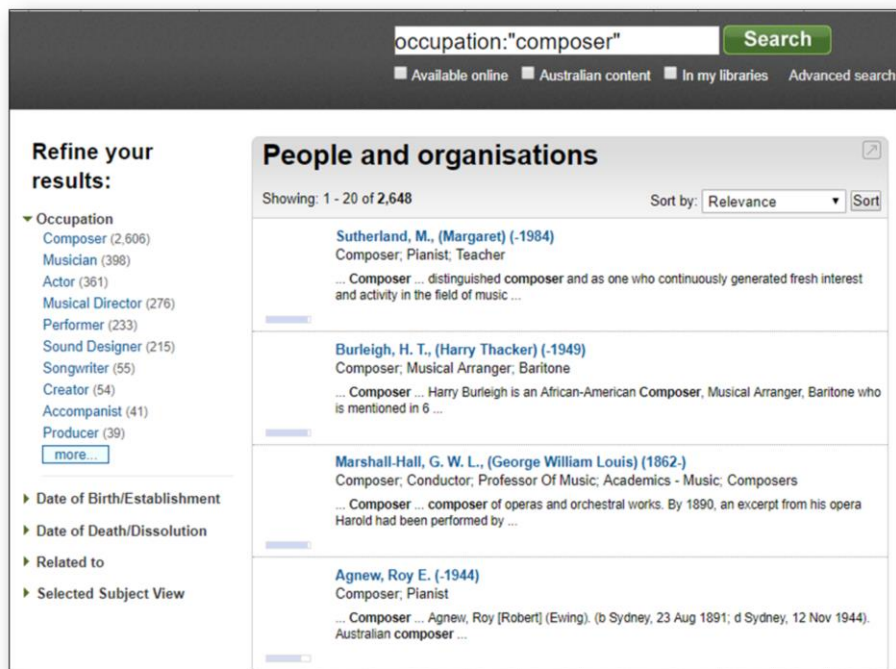 occupation:"composer"
Search
Available online Australian content In my libraries Advanced search
Refine your
results:
Occupation
Composer (2,606)
Musician (398)
Actor (361)
Musical Director (276)
Performer (233)
Sound Designer (215)
Songwriter (55)
Creator (54)
Accompanist (41)
Producer (39)
more...
Date of Birth/Establishment
Date of Death/Dissolution
Related to
Selected Subject View
People and organisations
Showing: 1 - 20 of 2,648
Sort by: Relevance Sort
Sutherland, M., (Margaret) (-1984)
Composer; Pianist; Teacher
... Composer ... distinguished composer and as one who continuously generated fresh interest
and activity in the field of music ...
Burleigh, H. T., (Harry Thacker) (-1949)
Composer; Musical Arranger; Baritone
... Composer ... Harry Burleigh is an African-American Composer, Musical Arranger, Baritone who
is mentioned in 6 ...
Marshall-Hall, G. W. L., (George William Louis) (1862-)
Composer; Conductor; Professor Of Music; Academics - Music; Composers
... Composer ... composer of operas and orchestral works. By 1890, an excerpt from his opera
Harold had been performed by ...
Agnew, Roy E. (-1944)
Composer; Pianist
... Composer ... Agnew, Roy [Robert] (Ewing). (b Sydney, 23 Aug 1891; d Sydney, 12 Nov 1944).
Australian composer ...